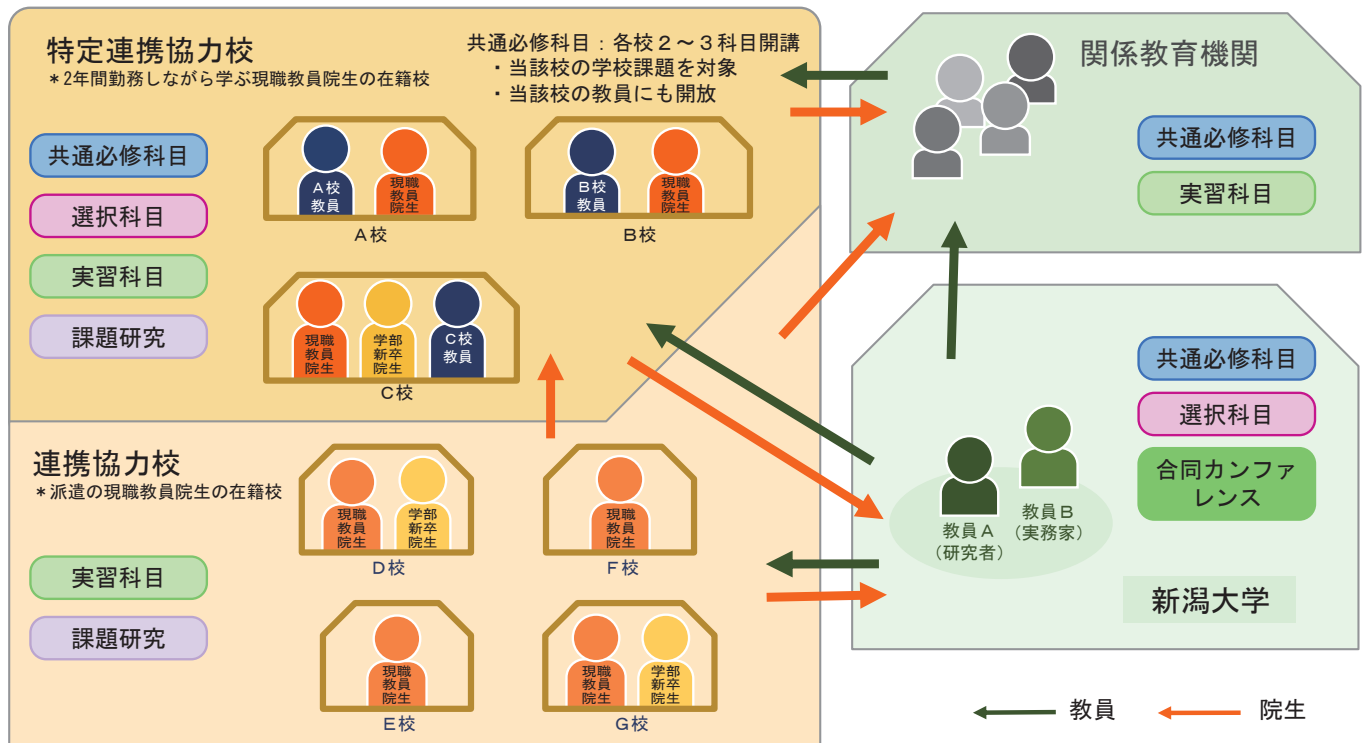 特定連携協力校
＊2年間勤務しながら学ぶ現職教員院生の在籍校
共通必修科目：各校２～３科目開講
・当該校の学校課題を対象
・当該校の教員にも開放
共通必修科目
選択科目
実習科目
課題研究
A校
教員
現職
教員
院生
A校
B校
教員
現職
教員
院生
B校
現職
教員
院生
学部
新卒
院生
C校
教員
C校
連携協力校
＊派遣の現職教員院生の在籍校
実習科目
課題研究
現職
教員
院生
学部
新卒
院生
D校
現職
教員
院生
F校
現職
教員
院生
E校
現職
教員
院生
学部
新卒
院生
G校
関係教育機関
共通必修科目
実習科目
共通必修科目
選択科目
合同カンファ
レンス
教員A
（研究者）
教員B
（実務家）
新潟大学
教員
院生